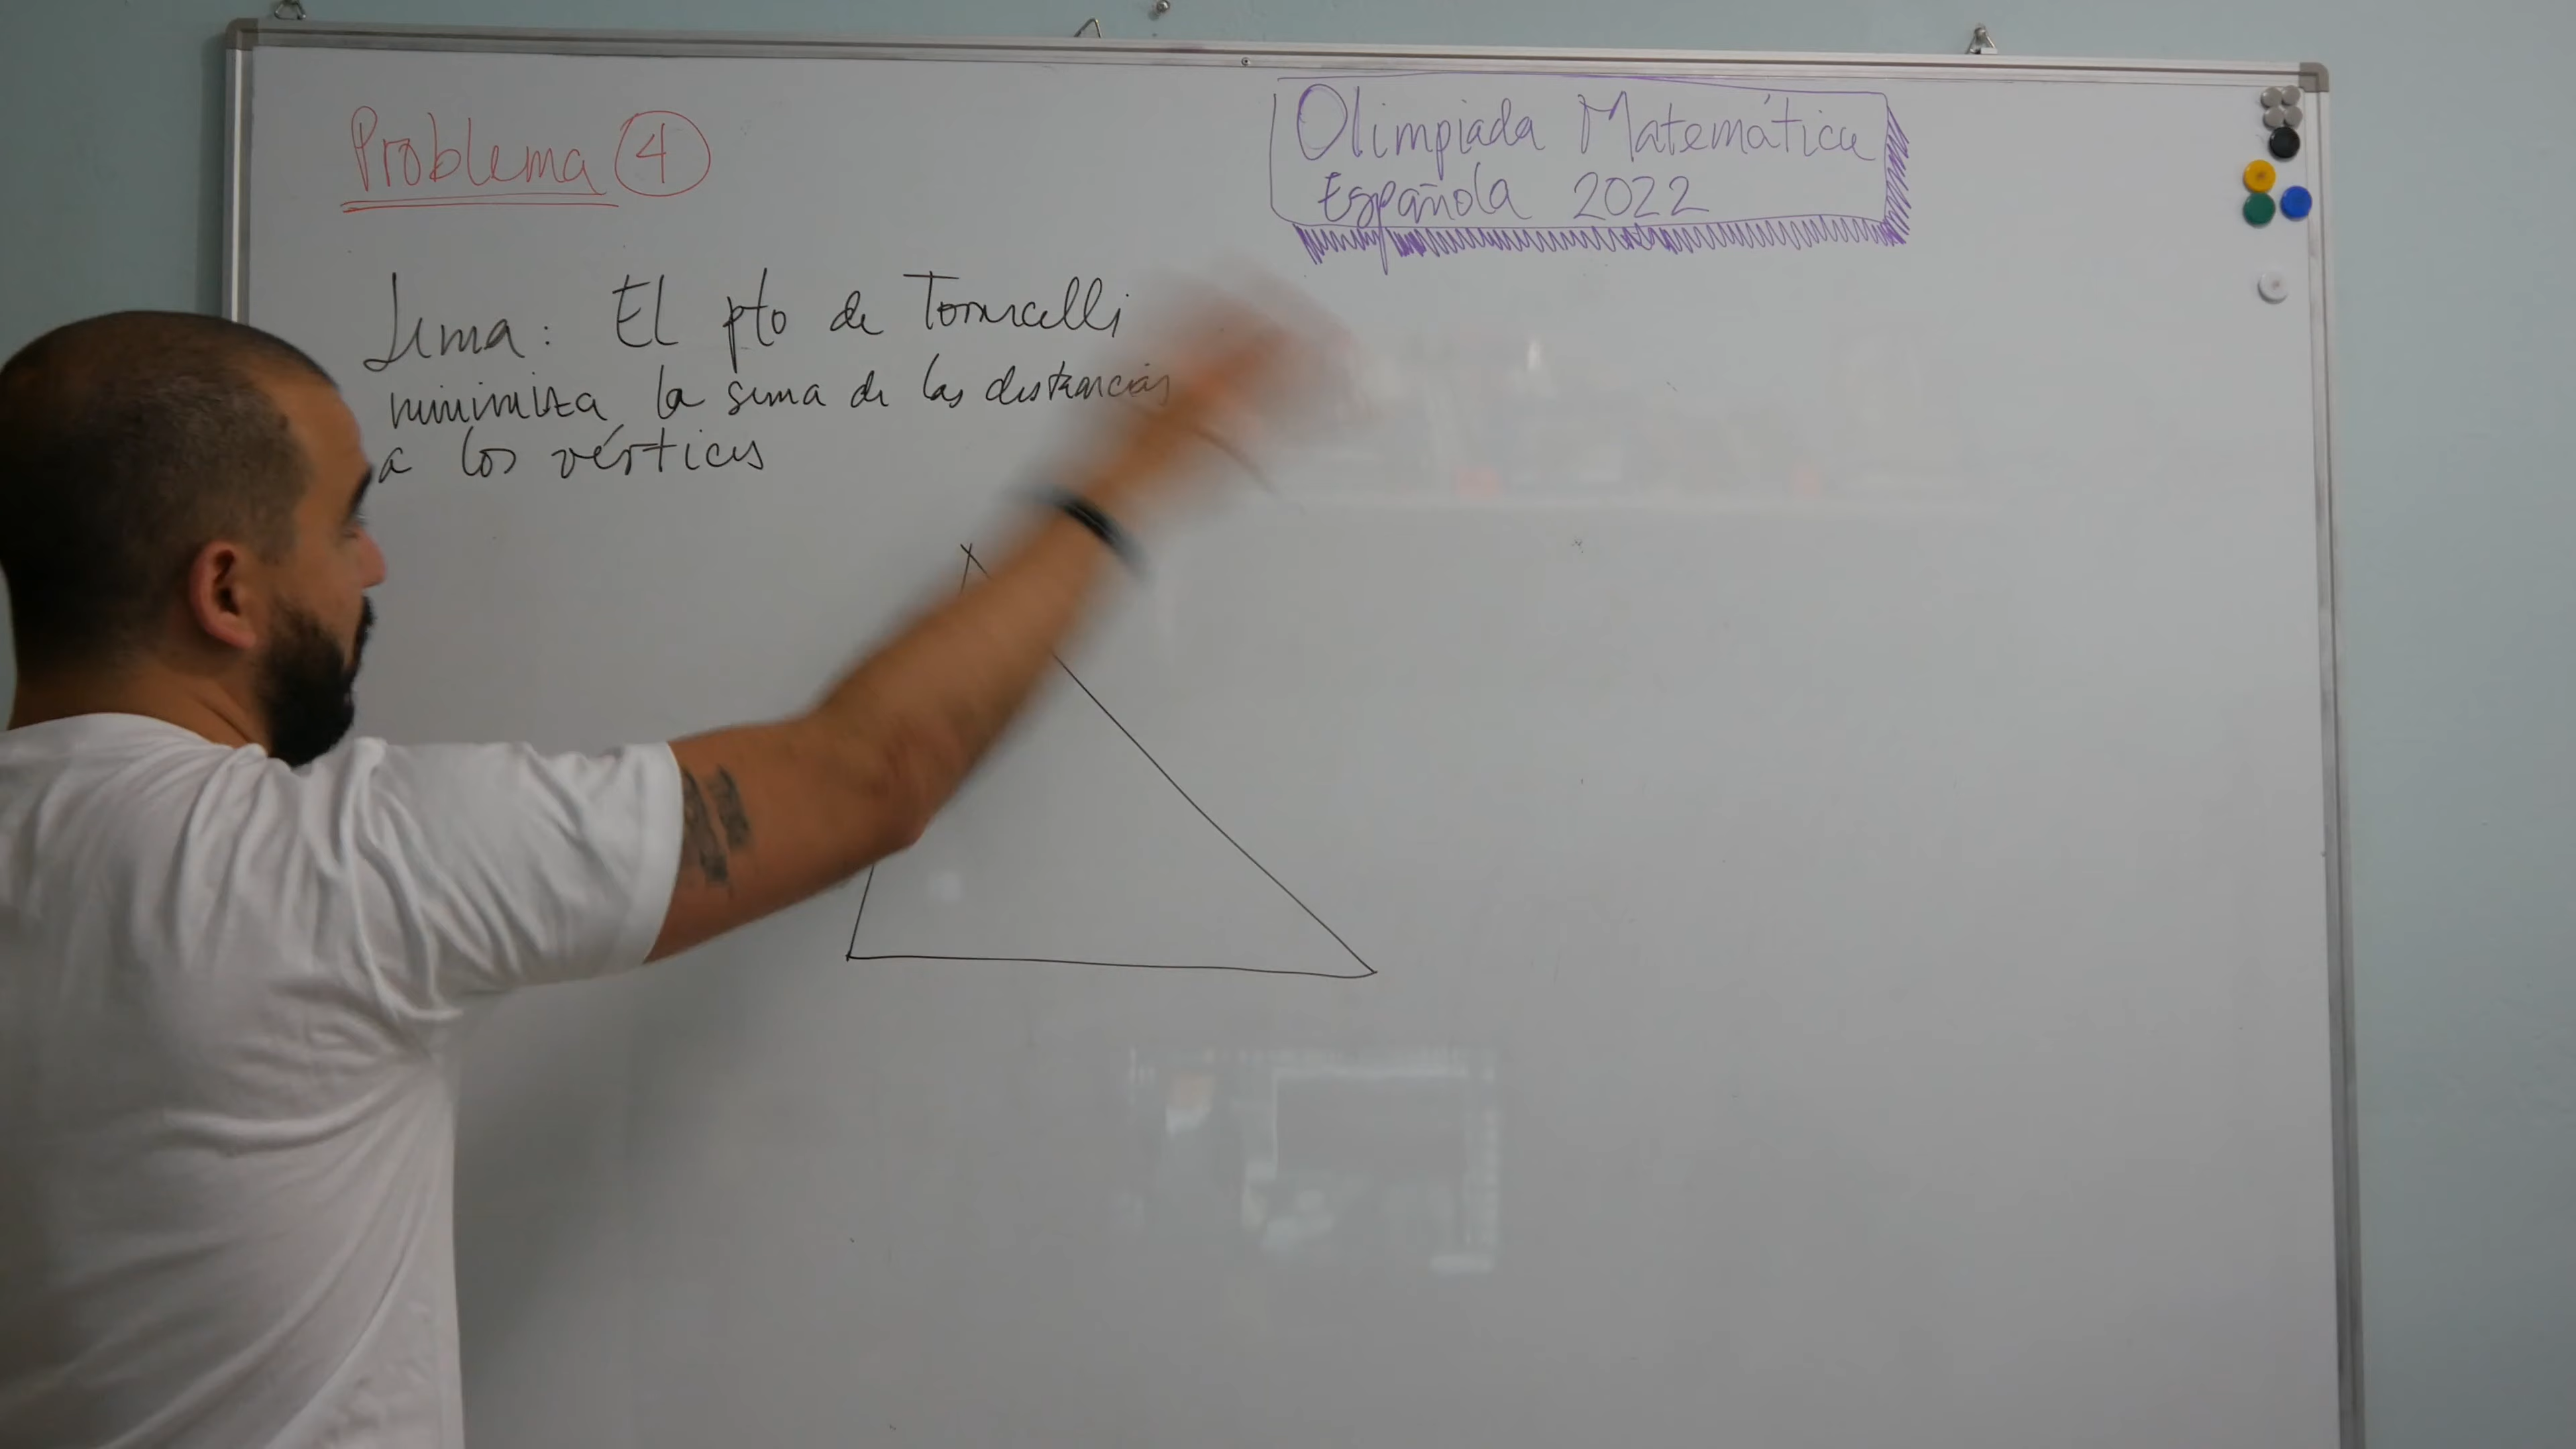 Problema 4
Olimpiada Matemática
Española 2022
Lema: El pto de Torricelli
minimiza la suma de las distancias
a los vértices